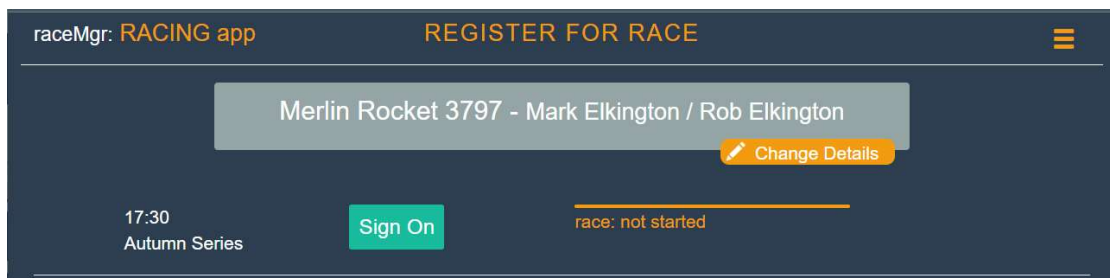 raceMgr: RACING app REGISTER FOR RACE
Merlin Rocket 3797 - Mark Elkington / Rob Elkington
Change Details
17:30
Autumn Series
Sign On
race: not started